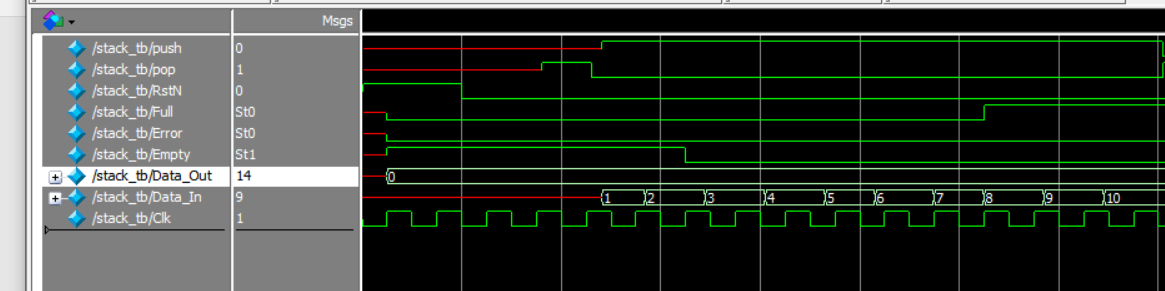 Msgs
/stack_tb/push 0
/stack_tb/pop 1
/stack_tb/RstN 0
/stack_tb/Full St0
/stack_tb/Error St0
/stack_tb/Empty St1
/stack_tb/Data_Out 14 0
/stack_tb/Data_In 9 1 2 3 4 5 6 7 8 9 10
/stack_tb/Clk 1